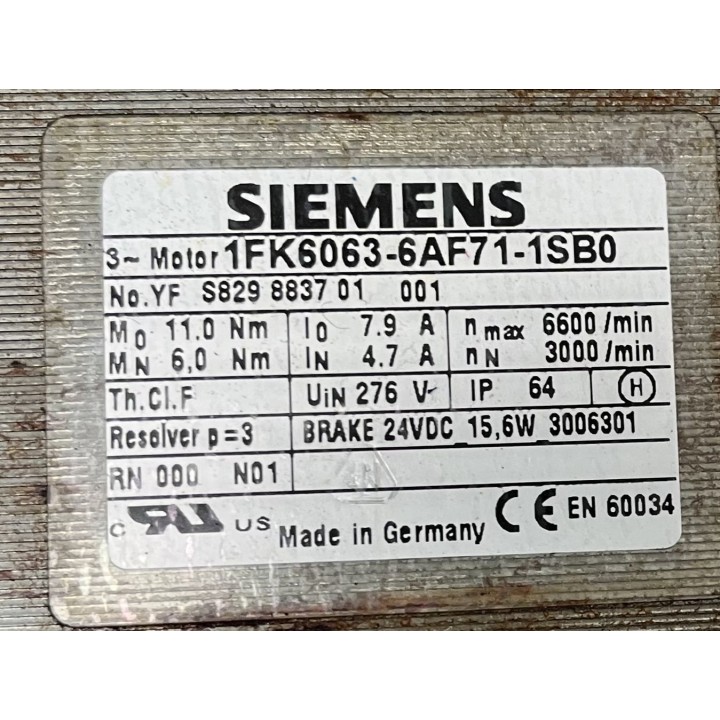 SIEMENS
3~ Motor 1FK6063-6AF71-1SB0
No.YF S829 8837 01 001
M0 11.0 Nm I0 7.9 A n max 6600 /min
MN 6,0 Nm IN 4.7 A nN 3000 /min
Th.Cl.F UiN 276 V~ IP 64 H
Resolver p=3 BRAKE 24VDC 15,6W 3006301
RN 000 N01
c RU US Made in Germany CE EN 60034